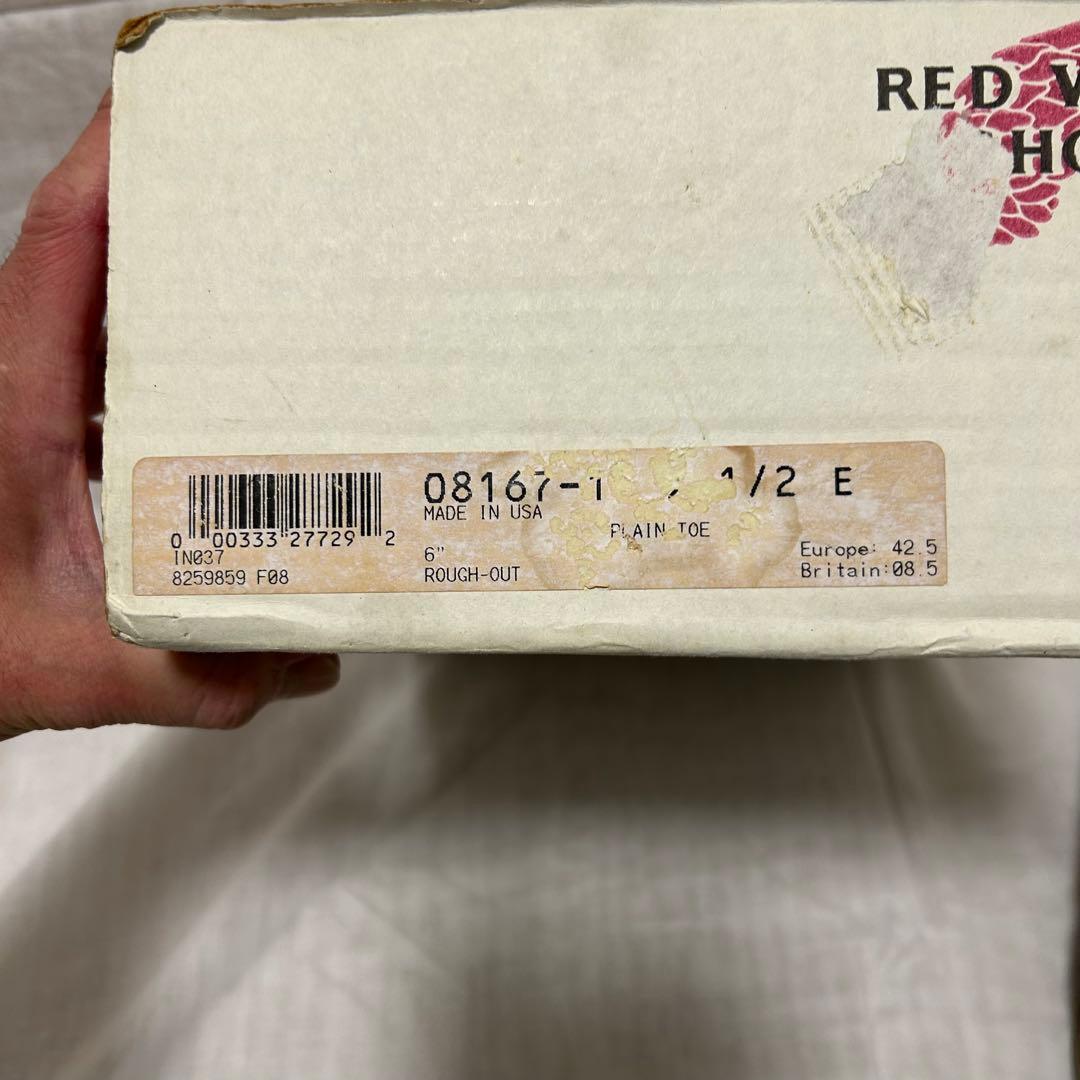 RED W
HO
08167-1 1/2 E
MADE IN USA
PLAIN TOE
0 00333 27729 2
IN037
8259859 F08
6"
ROUGH-OUT
Europe: 42.5
Britain:08.5